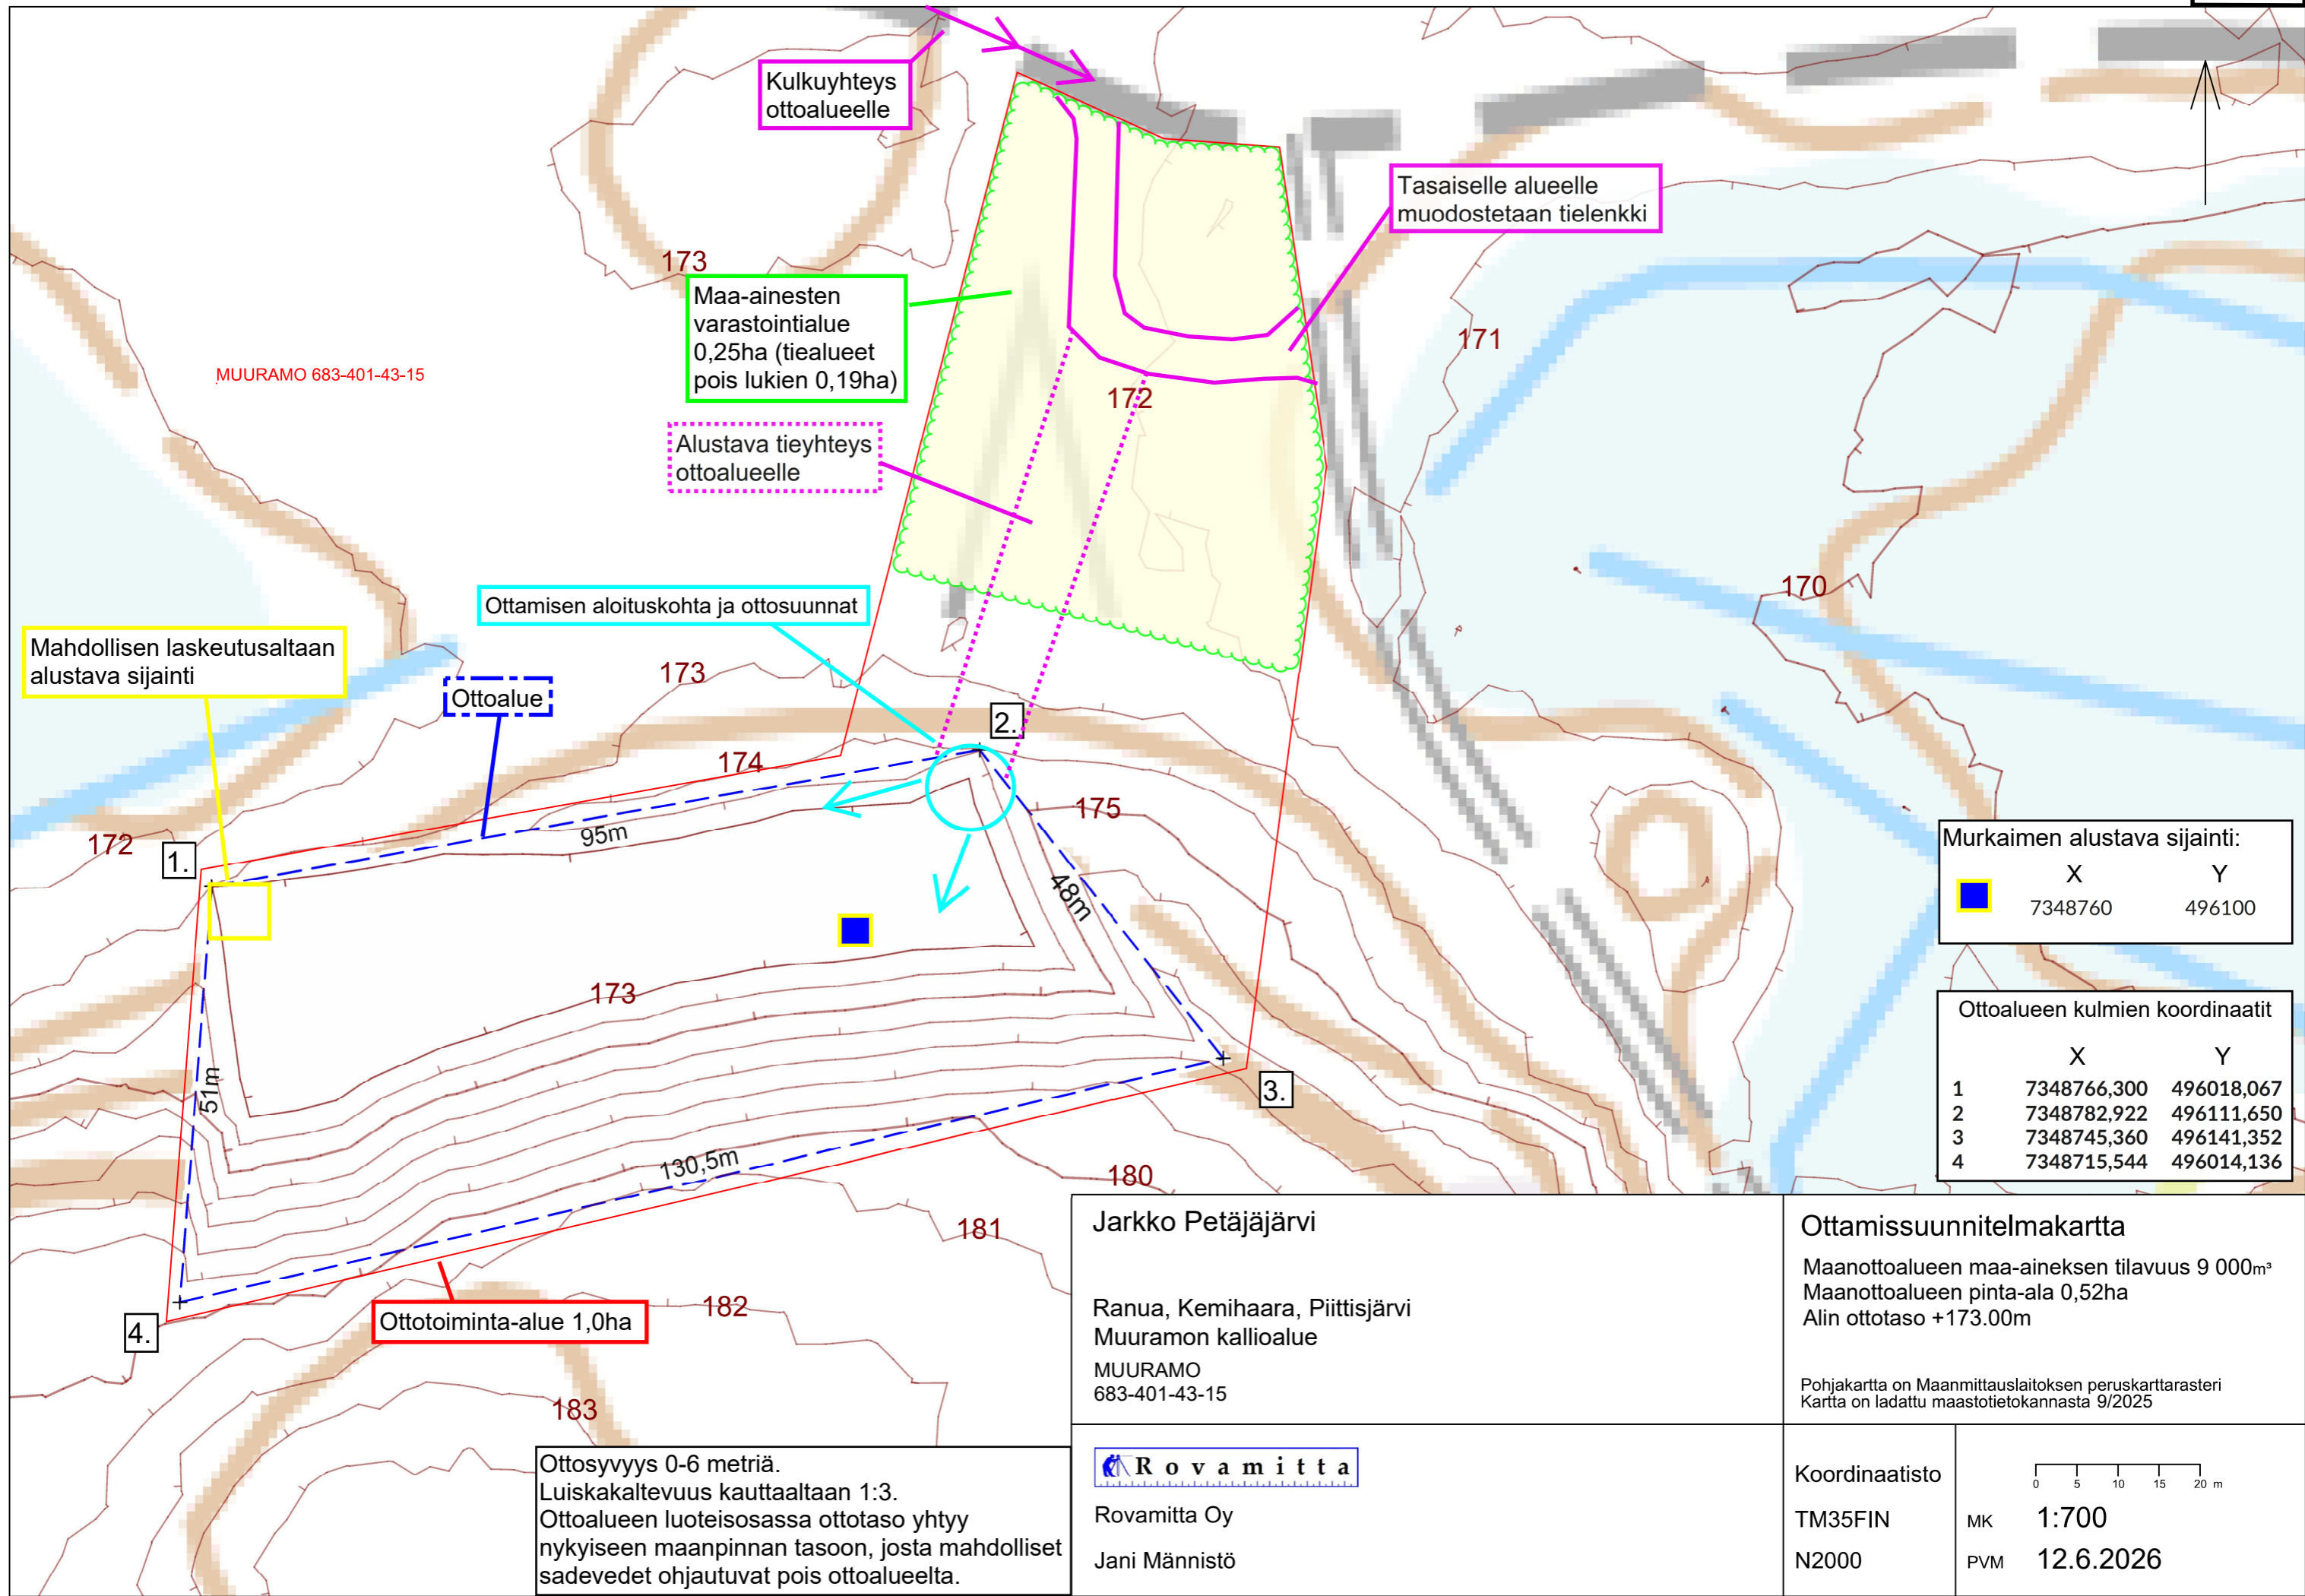 Kulkuyhteys
ottoalueelle
Tasaiselle alueelle
muodostetaan tielenkki
173
Maa-ainesten
varastointialue
0,25ha (tiealueet
pois lukien 0,19ha)
171
MUURAMO 683-401-43-15
172
Alustava tieyhteys
ottoalueelle
170
Ottamisen aloituskohta ja ottosuunnat
Mahdollisen laskeutusaltaan
alustava sijainti
173
Ottoalue
2.
174
175
95m
172
1.
48m
Murkaimen alustava sijainti:
X Y
7348760 496100
173
Ottoalueen kulmien koordinaatit
X Y
1 7348766,300 496018,067
2 7348782,922 496111,650
3 7348745,360 496141,352
4 7348715,544 496014,136
51m
3.
130,5m
180
181
182
Ottotoiminta-alue 1,0ha
4.
183
Jarkko Petäjäjärvi
Ranua, Kemihaara, Piittisjärvi
Muuramon kallioalue
MUURAMO
683-401-43-15
Ottamissuunnitelmakartta
Maanottoalueen maa-aineksen tilavuus 9 000m³
Maanottoalueen pinta-ala 0,52ha
Alin ottotaso +173.00m
Pohjakartta on Maanmittauslaitoksen peruskarttarasteri
Kartta on ladattu maastotietokannasta 9/2025
Ottosyvyys 0-6 metriä.
Luiskakaltevuus kauttaaltaan 1:3.
Ottoalueen luoteisosassa ottotaso yhtyy
nykyiseen maanpinnan tasoon, josta mahdolliset
sadevedet ohjautuvat pois ottoalueelta.
Rovamitta
Rovamitta Oy
Jani Männistö
Koordinaatisto
TM35FIN
N2000
0 5 10 15 20 m
MK 1:700
PVM 12.6.2026